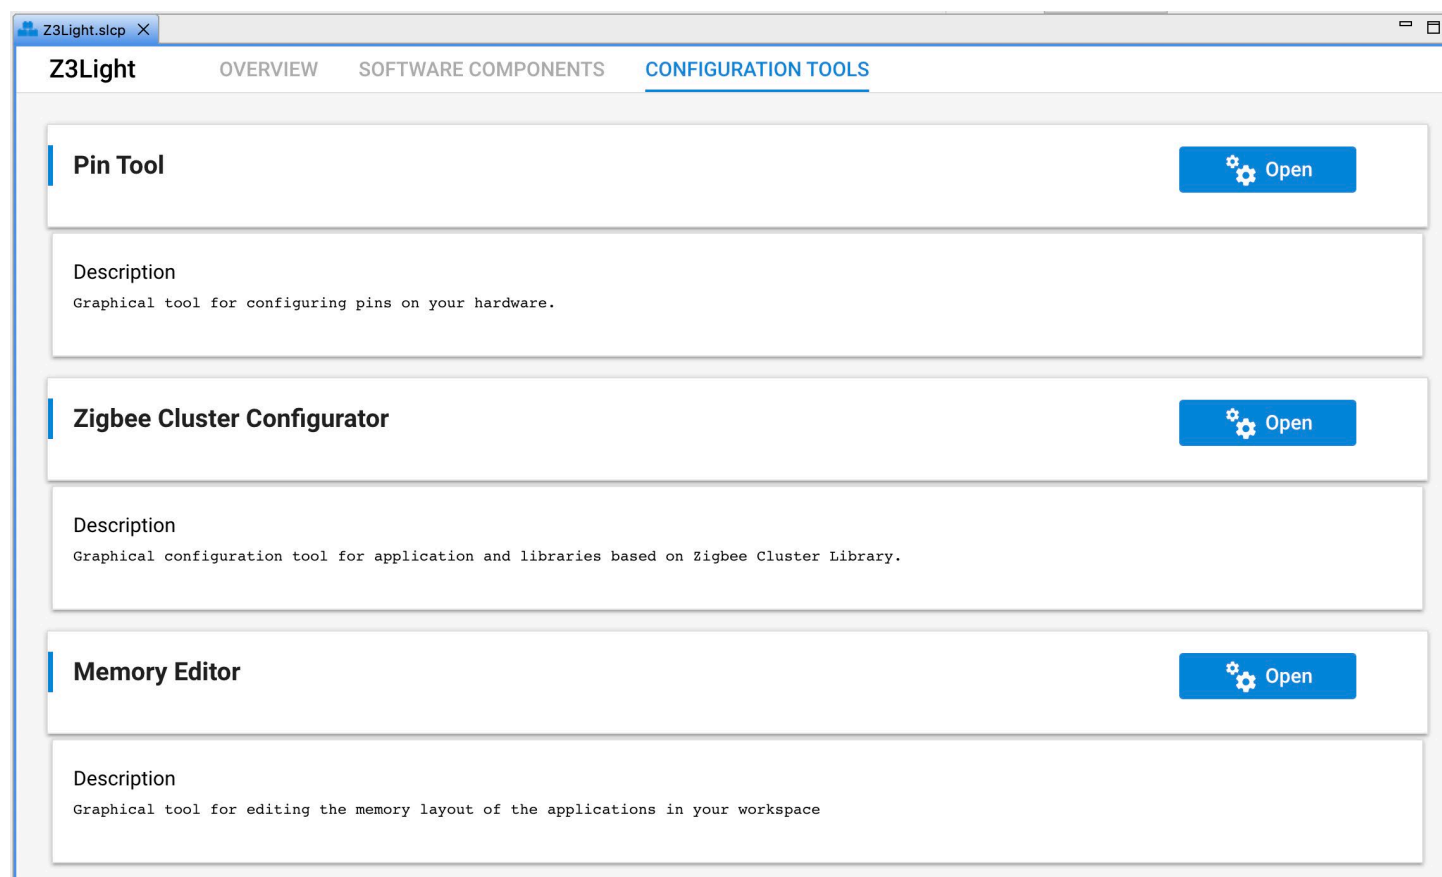 Z3Light.slcp
Z3Light OVERVIEW SOFTWARE COMPONENTS CONFIGURATION TOOLS
Pin Tool
Open
Description
Graphical tool for configuring pins on your hardware.
Zigbee Cluster Configurator
Open
Description
Graphical configuration tool for application and libraries based on Zigbee Cluster Library.
Memory Editor
Open
Description
Graphical tool for editing the memory layout of the applications in your workspace